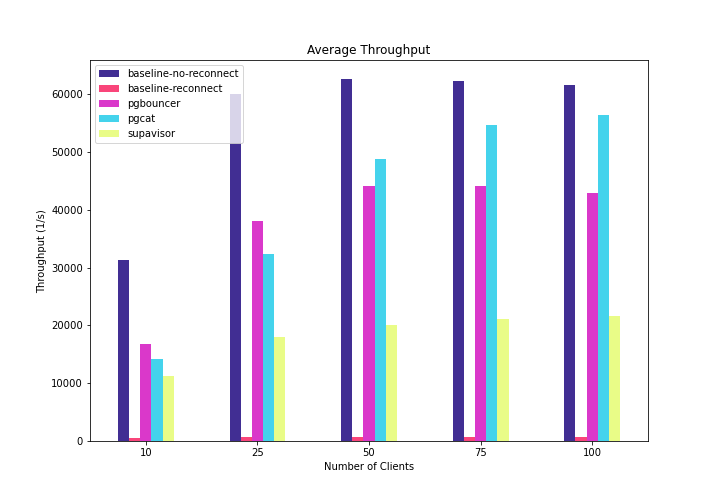 Average Throughput
baseline-no-reconnect
baseline-reconnect
pgbouncer
pgcat
supavisor
60000
50000
40000
30000
20000
10000
0
Throughput (1/s)
10 25 50 75 100
Number of Clients